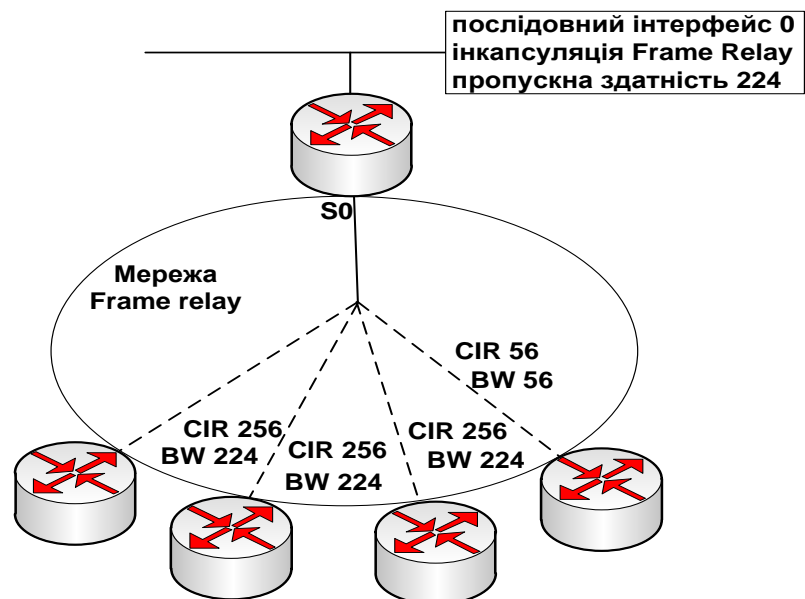 послідовний інтерфейс 0
інкапсуляція Frame Relay
пропускна здатність 224
S0
Мережа
Frame relay
CIR 56
BW 56
CIR 256
BW 224
CIR 256
BW 224
CIR 256
BW 224